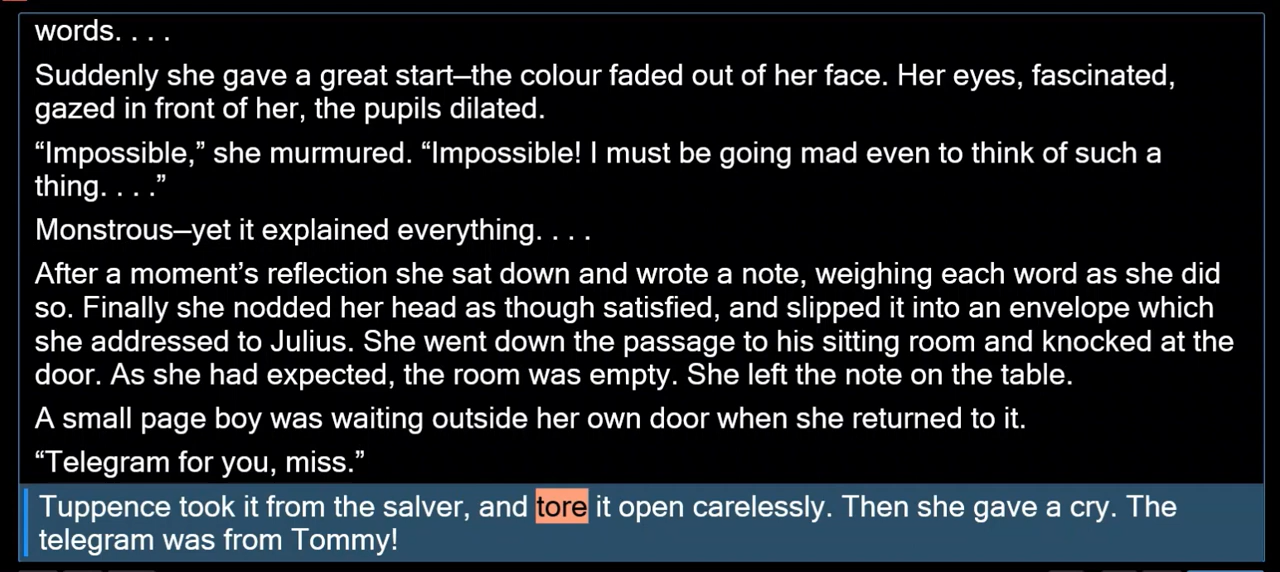 words. . . .
Suddenly she gave a great start—the colour faded out of her face. Her eyes, fascinated,
gazed in front of her, the pupils dilated.
“Impossible,” she murmured. “Impossible! I must be going mad even to think of such a
thing. . . .”
Monstrous—yet it explained everything. . . .
After a moment’s reflection she sat down and wrote a note, weighing each word as she did
so. Finally she nodded her head as though satisfied, and slipped it into an envelope which
she addressed to Julius. She went down the passage to his sitting room and knocked at the
door. As she had expected, the room was empty. She left the note on the table.
A small page boy was waiting outside her own door when she returned to it.
“Telegram for you, miss.”
Tuppence took it from the salver, and tore it open carelessly. Then she gave a cry. The
telegram was from Tommy!